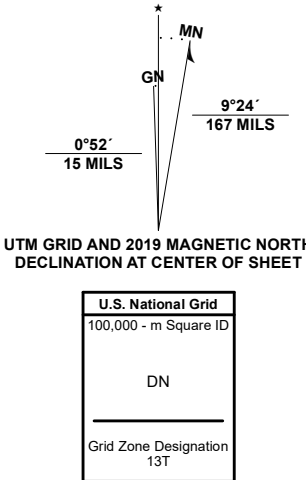 ★
MN
GN
9°24´
167 MILS
0°52´
15 MILS
UTM GRID AND 2019 MAGNETIC NORTH
DECLINATION AT CENTER OF SHEET
U.S. National Grid
100,000 - m Square ID
DN
Grid Zone Designation
13T